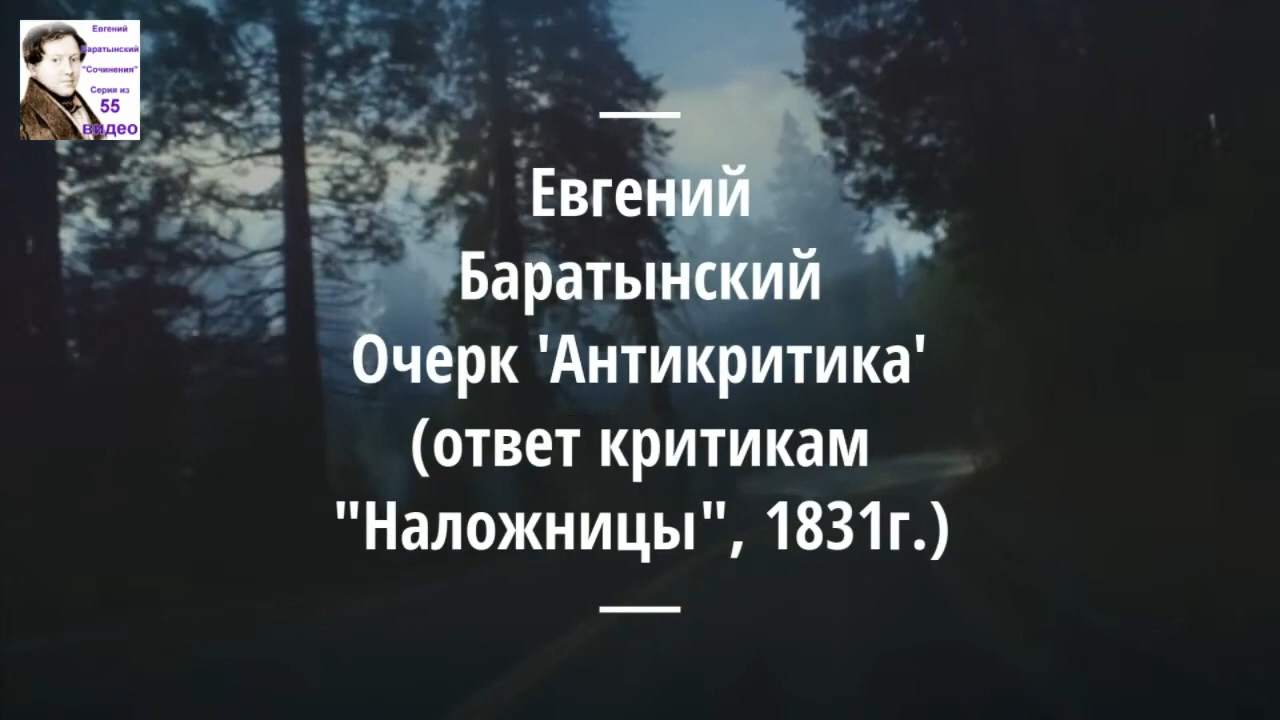 Евгений
Баратынский
"Сочинения"
Серия из
55
видео
Евгений
Баратынский
Очерк 'Антикритика'
(ответ критикам
"Наложницы", 1831г.)